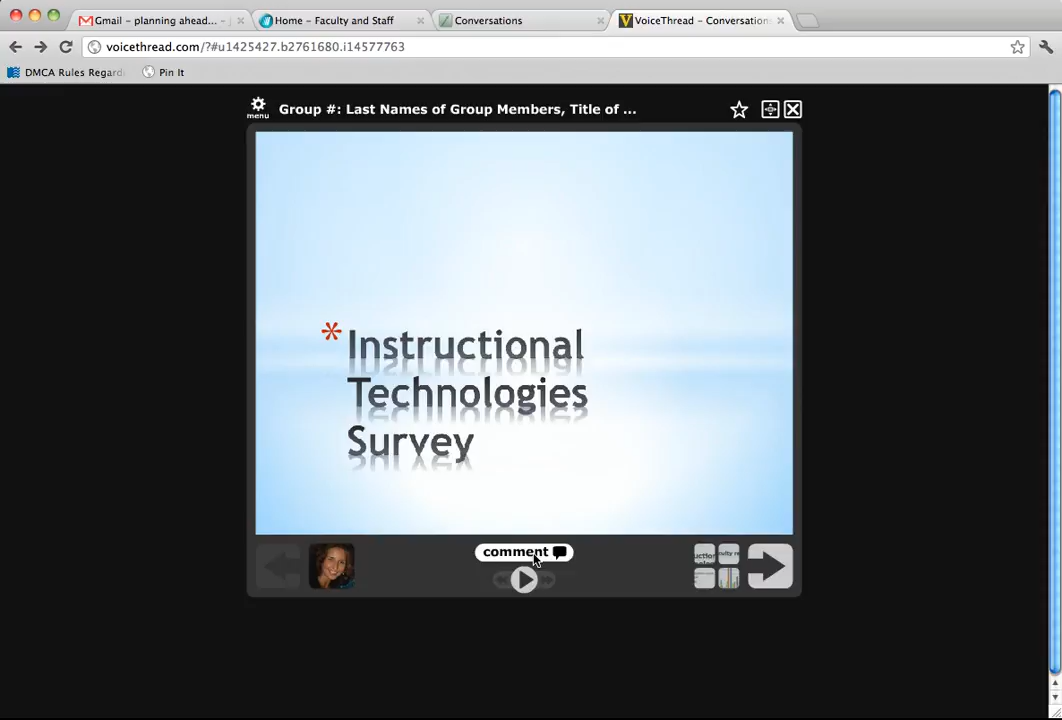 Gmail – planning ahead... –
Home – Faculty and Staff
Conversations
VoiceThread – Conversation
voicethread.com/?#u1425427.b2761680.i14577763
DMCA Rules Regard
Pin It
menu
Group #: Last Names of Group Members, Title of ...
* Instructional
Technologies
Survey
comment